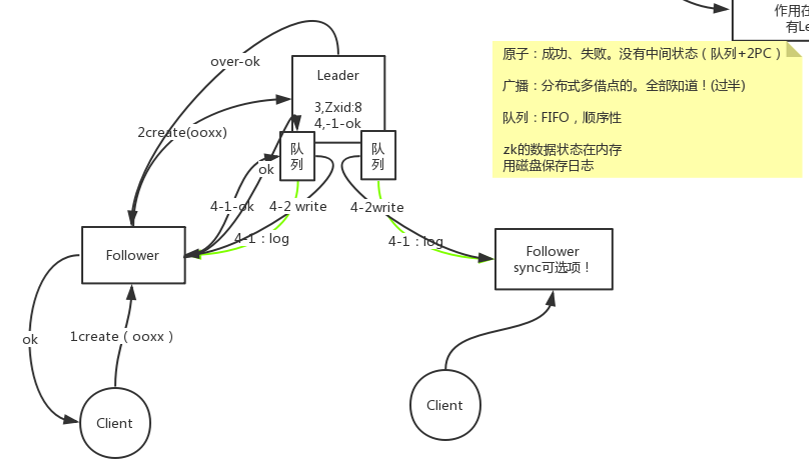 作用在
有Le
原子：成功、失败。没有中间状态（队列+2PC）
广播：分布式多借点的。全部知道！(过半)
队列：FIFO，顺序性
zk的数据状态在内存
用磁盘保存日志
over-ok
Leader
3,Zxid:8
4,-1-ok
2create(ooxx)
队
列
队
列
ok
4-1-ok
4-2 write
4-2write
4-1：log
4-1：log
Follower
Follower
sync可选项！
ok
1create（ooxx）
Client
Client